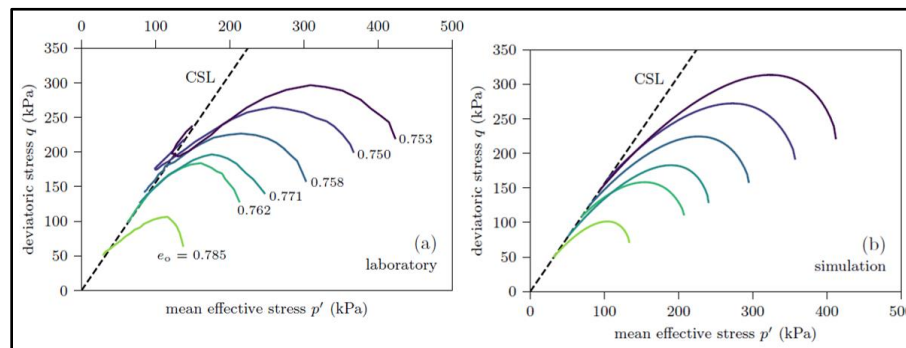 0 100 200 300 400 500
350
300
250
200
150
100
50
0
deviatoric stress q (kPa)
CSL
0.753
0.750
0.758
0.771
0.762
eo = 0.785
(a)
laboratory
mean effective stress p′ (kPa)
350
300
250
200
150
100
50
0
deviatoric stress q (kPa)
CSL
(b)
simulation
0 100 200 300 400 500
mean effective stress p′ (kPa)